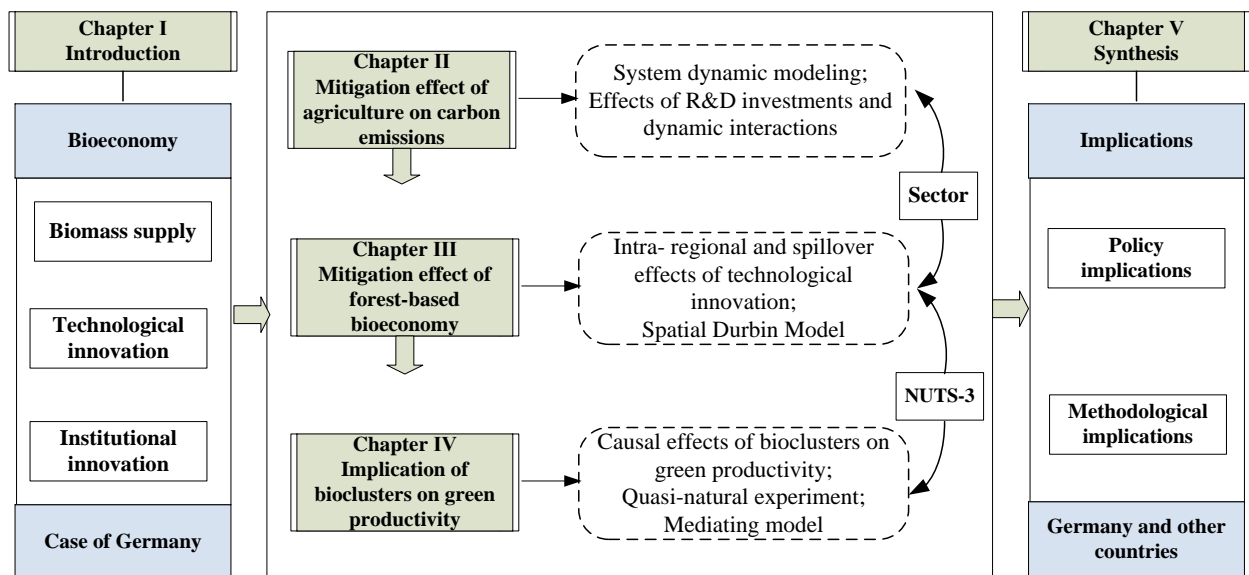 Chapter I
Introduction
Bioeconomy
Biomass supply
Technological
innovation
Institutional
innovation
Case of Germany
Chapter II
Mitigation effect of
agriculture on carbon
emissions
System dynamic modeling;
Effects of R&D investments and
dynamic interactions
Sector
Chapter III
Mitigation effect of
forest-based
bioeconomy
Intra- regional and spillover
effects of technological
innovation;
Spatial Durbin Model
NUTS-3
Chapter IV
Implication of
bioclusters on green
productivity
Causal effects of bioclusters on
green productivity;
Quasi-natural experiment;
Mediating model
Chapter V
Synthesis
Implications
Policy
implications
Methodological
implications
Germany and other
countries